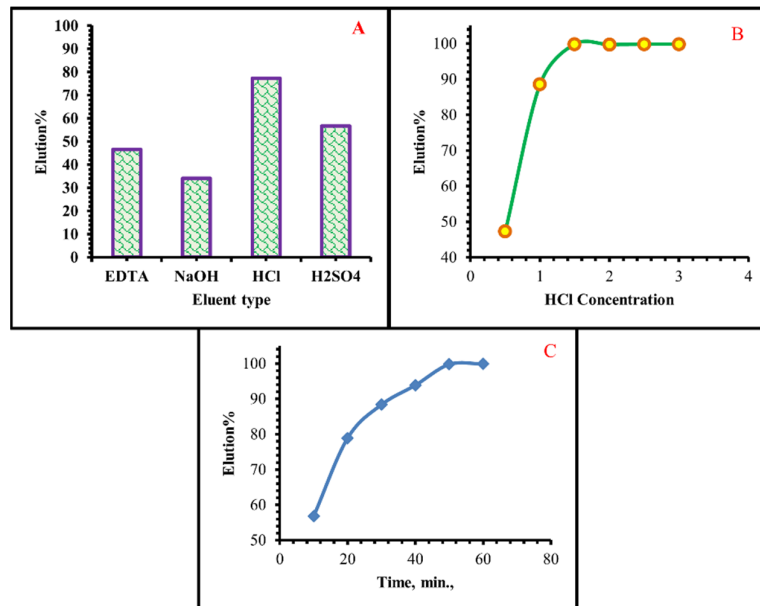 A
Elution%
100
90
80
70
60
50
40
30
20
10
0
EDTA NaOH HCl H2SO4
Eluent type
B
Elution%
100
90
80
70
60
50
40
0 1 2 3 4
HCl Concentration
C
Elution%
100
90
80
70
60
50
0 20 40 60 80
Time, min.,